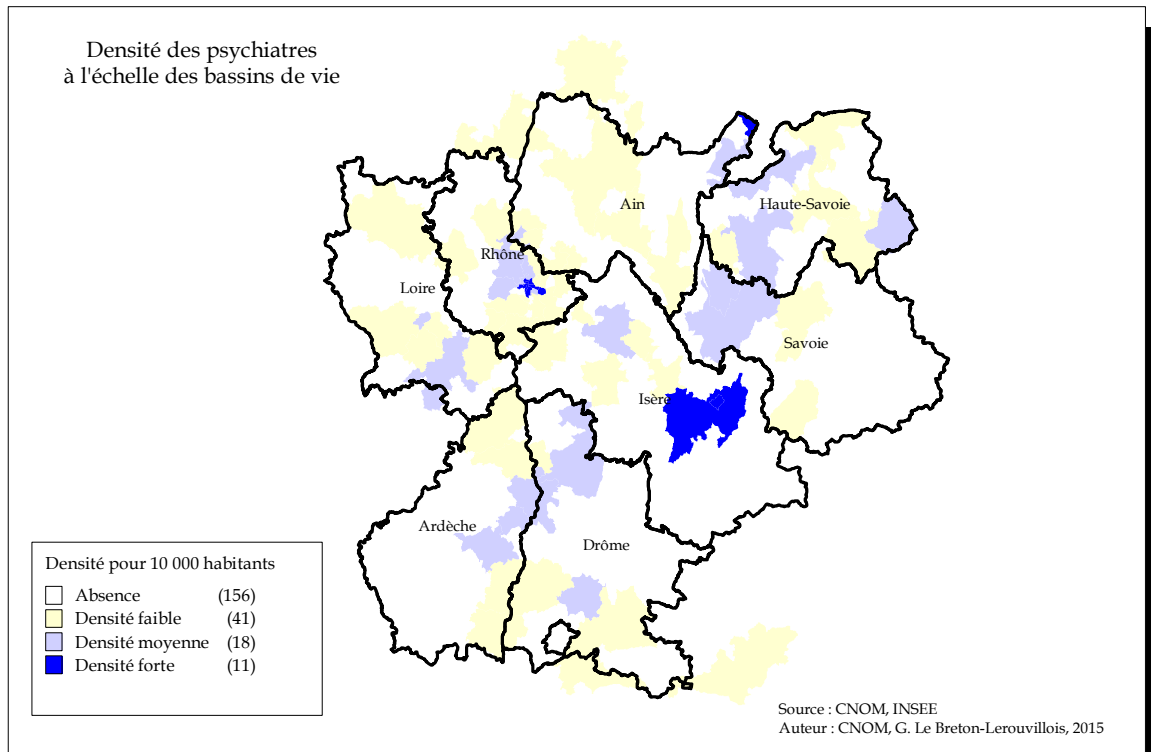 Densité des psychiatres
à l'échelle des bassins de vie
Ain
Haute-Savoie
Rhône
Loire
Savoie
Isère
Ardèche
Drôme
Densité pour 10 000 habitants
Absence (156)
Densité faible (41)
Densité moyenne (18)
Densité forte (11)
Source : CNOM, INSEE
Auteur : CNOM, G. Le Breton-Lerouvillois, 2015